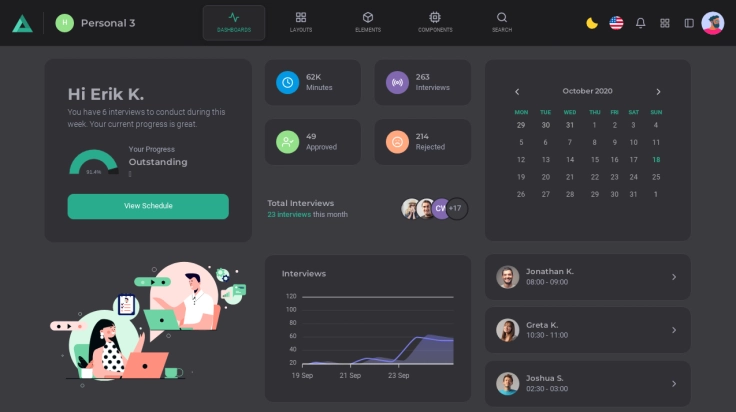 H Personal 3
DASHBOARDS
LAYOUTS
ELEMENTS
COMPONENTS
SEARCH
Hi Erik K.
You have 6 interviews to conduct during this
week. Your current progress is great.
Your Progress
Outstanding
View Schedule
62K
Minutes
263
Interviews
49
Approved
214
Rejected
Total Interviews
23 interviews this month
CW +17
October 2020
MON TUE WED THU FRI SAT SUN
29 30 31 1 2 3 4
5 6 7 8 9 10 11
12 13 14 15 16 17 18
19 20 21 22 23 24 25
26 27 28 29 30 31 1
Interviews
120
100
80
60
40
20
19 Sep 21 Sep 23 Sep
Jonathan K.
08:00 - 09:00
Greta K.
10:30 - 11:00
Joshua S.
02:30 - 03:00